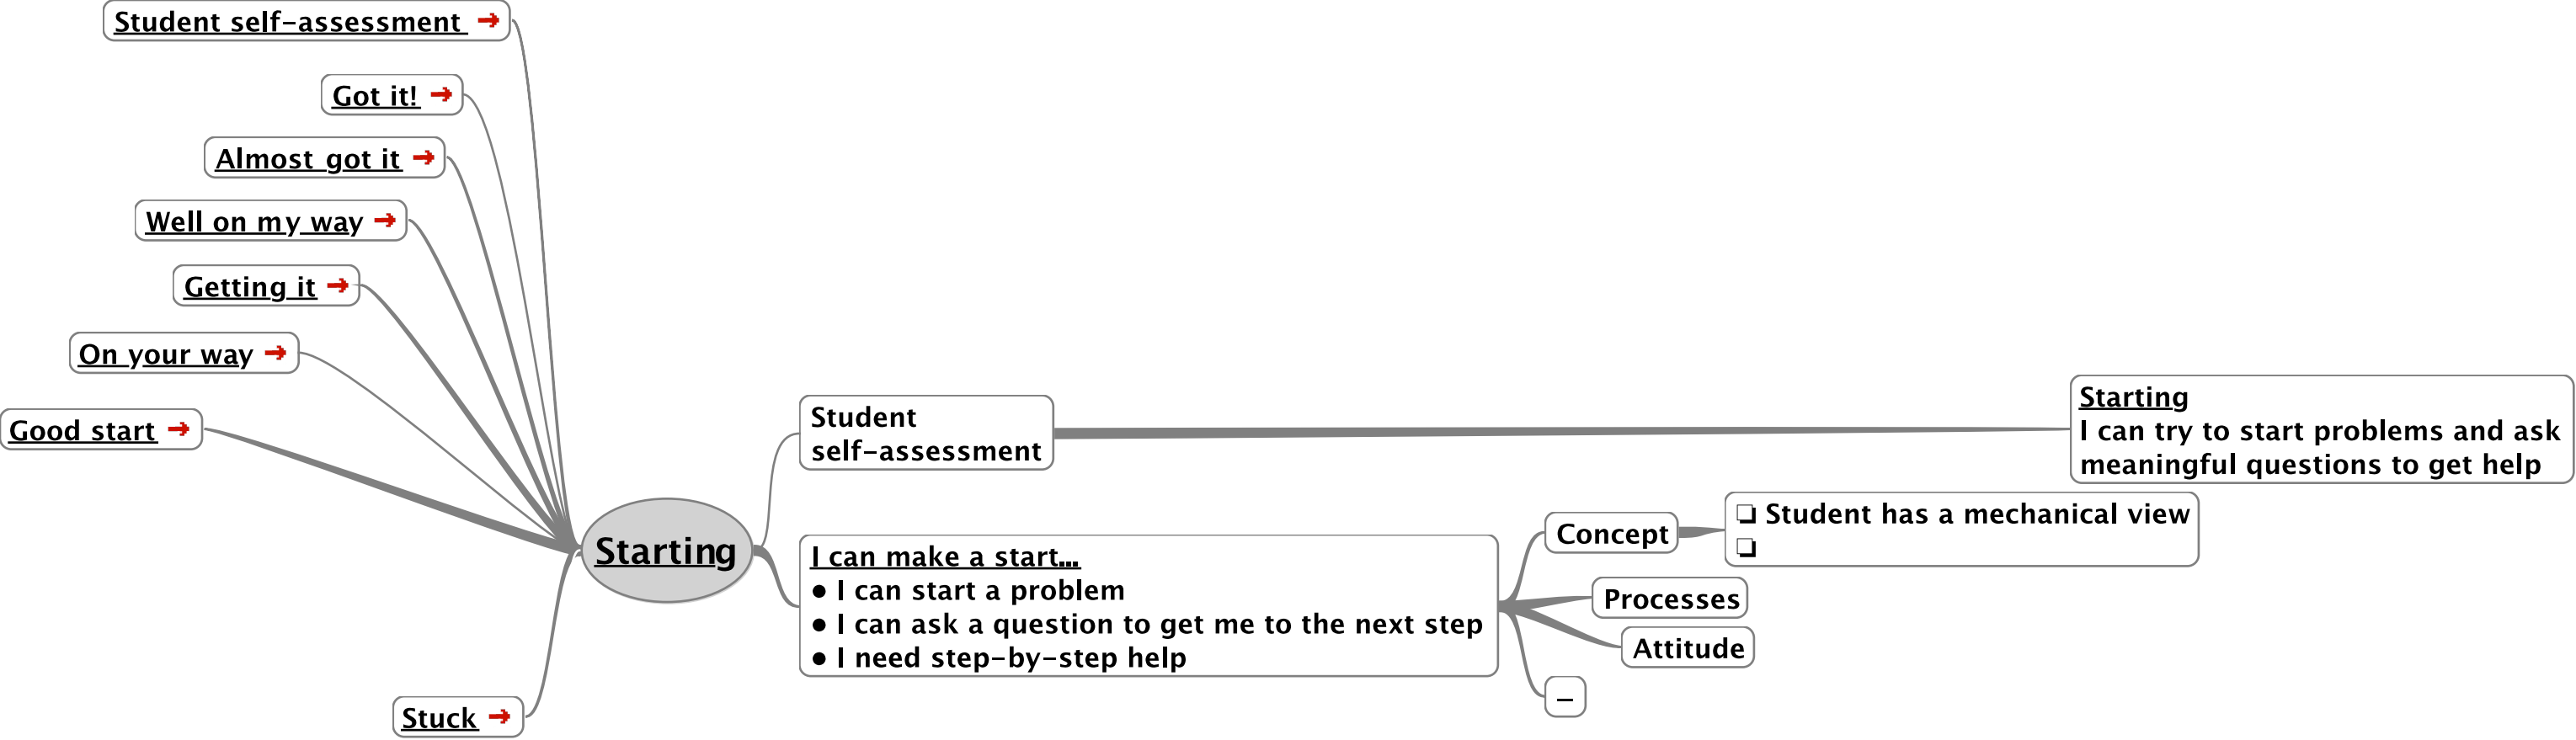 Student self-assessment →
Got it! →
Almost got it →
Well on my way →
Getting it →
On your way →
Good start →
Stuck →
Starting
Student
self-assessment
Starting
I can try to start problems and ask
meaningful questions to get help
I can make a start...
• I can start a problem
• I can ask a question to get me to the next step
• I need step-by-step help
Concept
❏ Student has a mechanical view
❏
Processes
Attitude
–